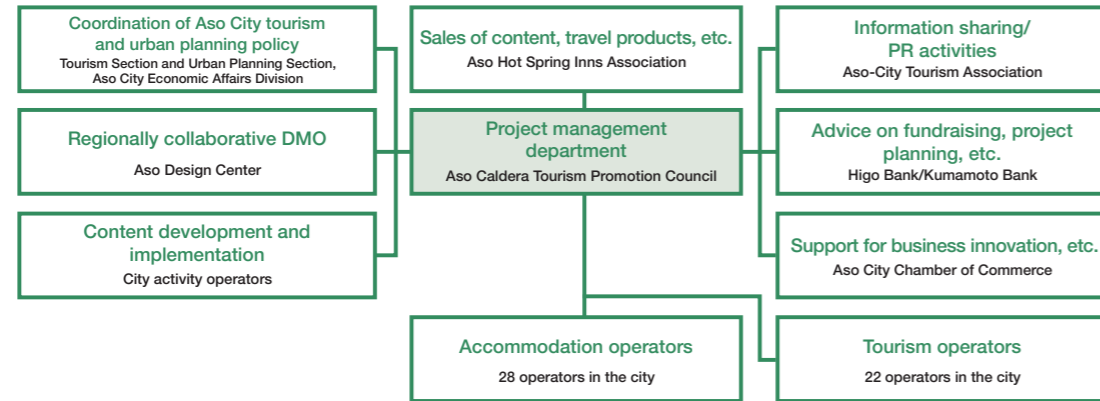 Coordination of Aso City tourism
and urban planning policy
Tourism Section and Urban Planning Section,
Aso City Economic Affairs Division
Sales of content, travel products, etc.
Aso Hot Spring Inns Association
Information sharing/
PR activities
Aso-City Tourism Association
Regionally collaborative DMO
Aso Design Center
Project management
department
Aso Caldera Tourism Promotion Council
Advice on fundraising, project
planning, etc.
Higo Bank/Kumamoto Bank
Content development and
implementation
City activity operators
Support for business innovation, etc.
Aso City Chamber of Commerce
Accommodation operators
28 operators in the city
Tourism operators
22 operators in the city